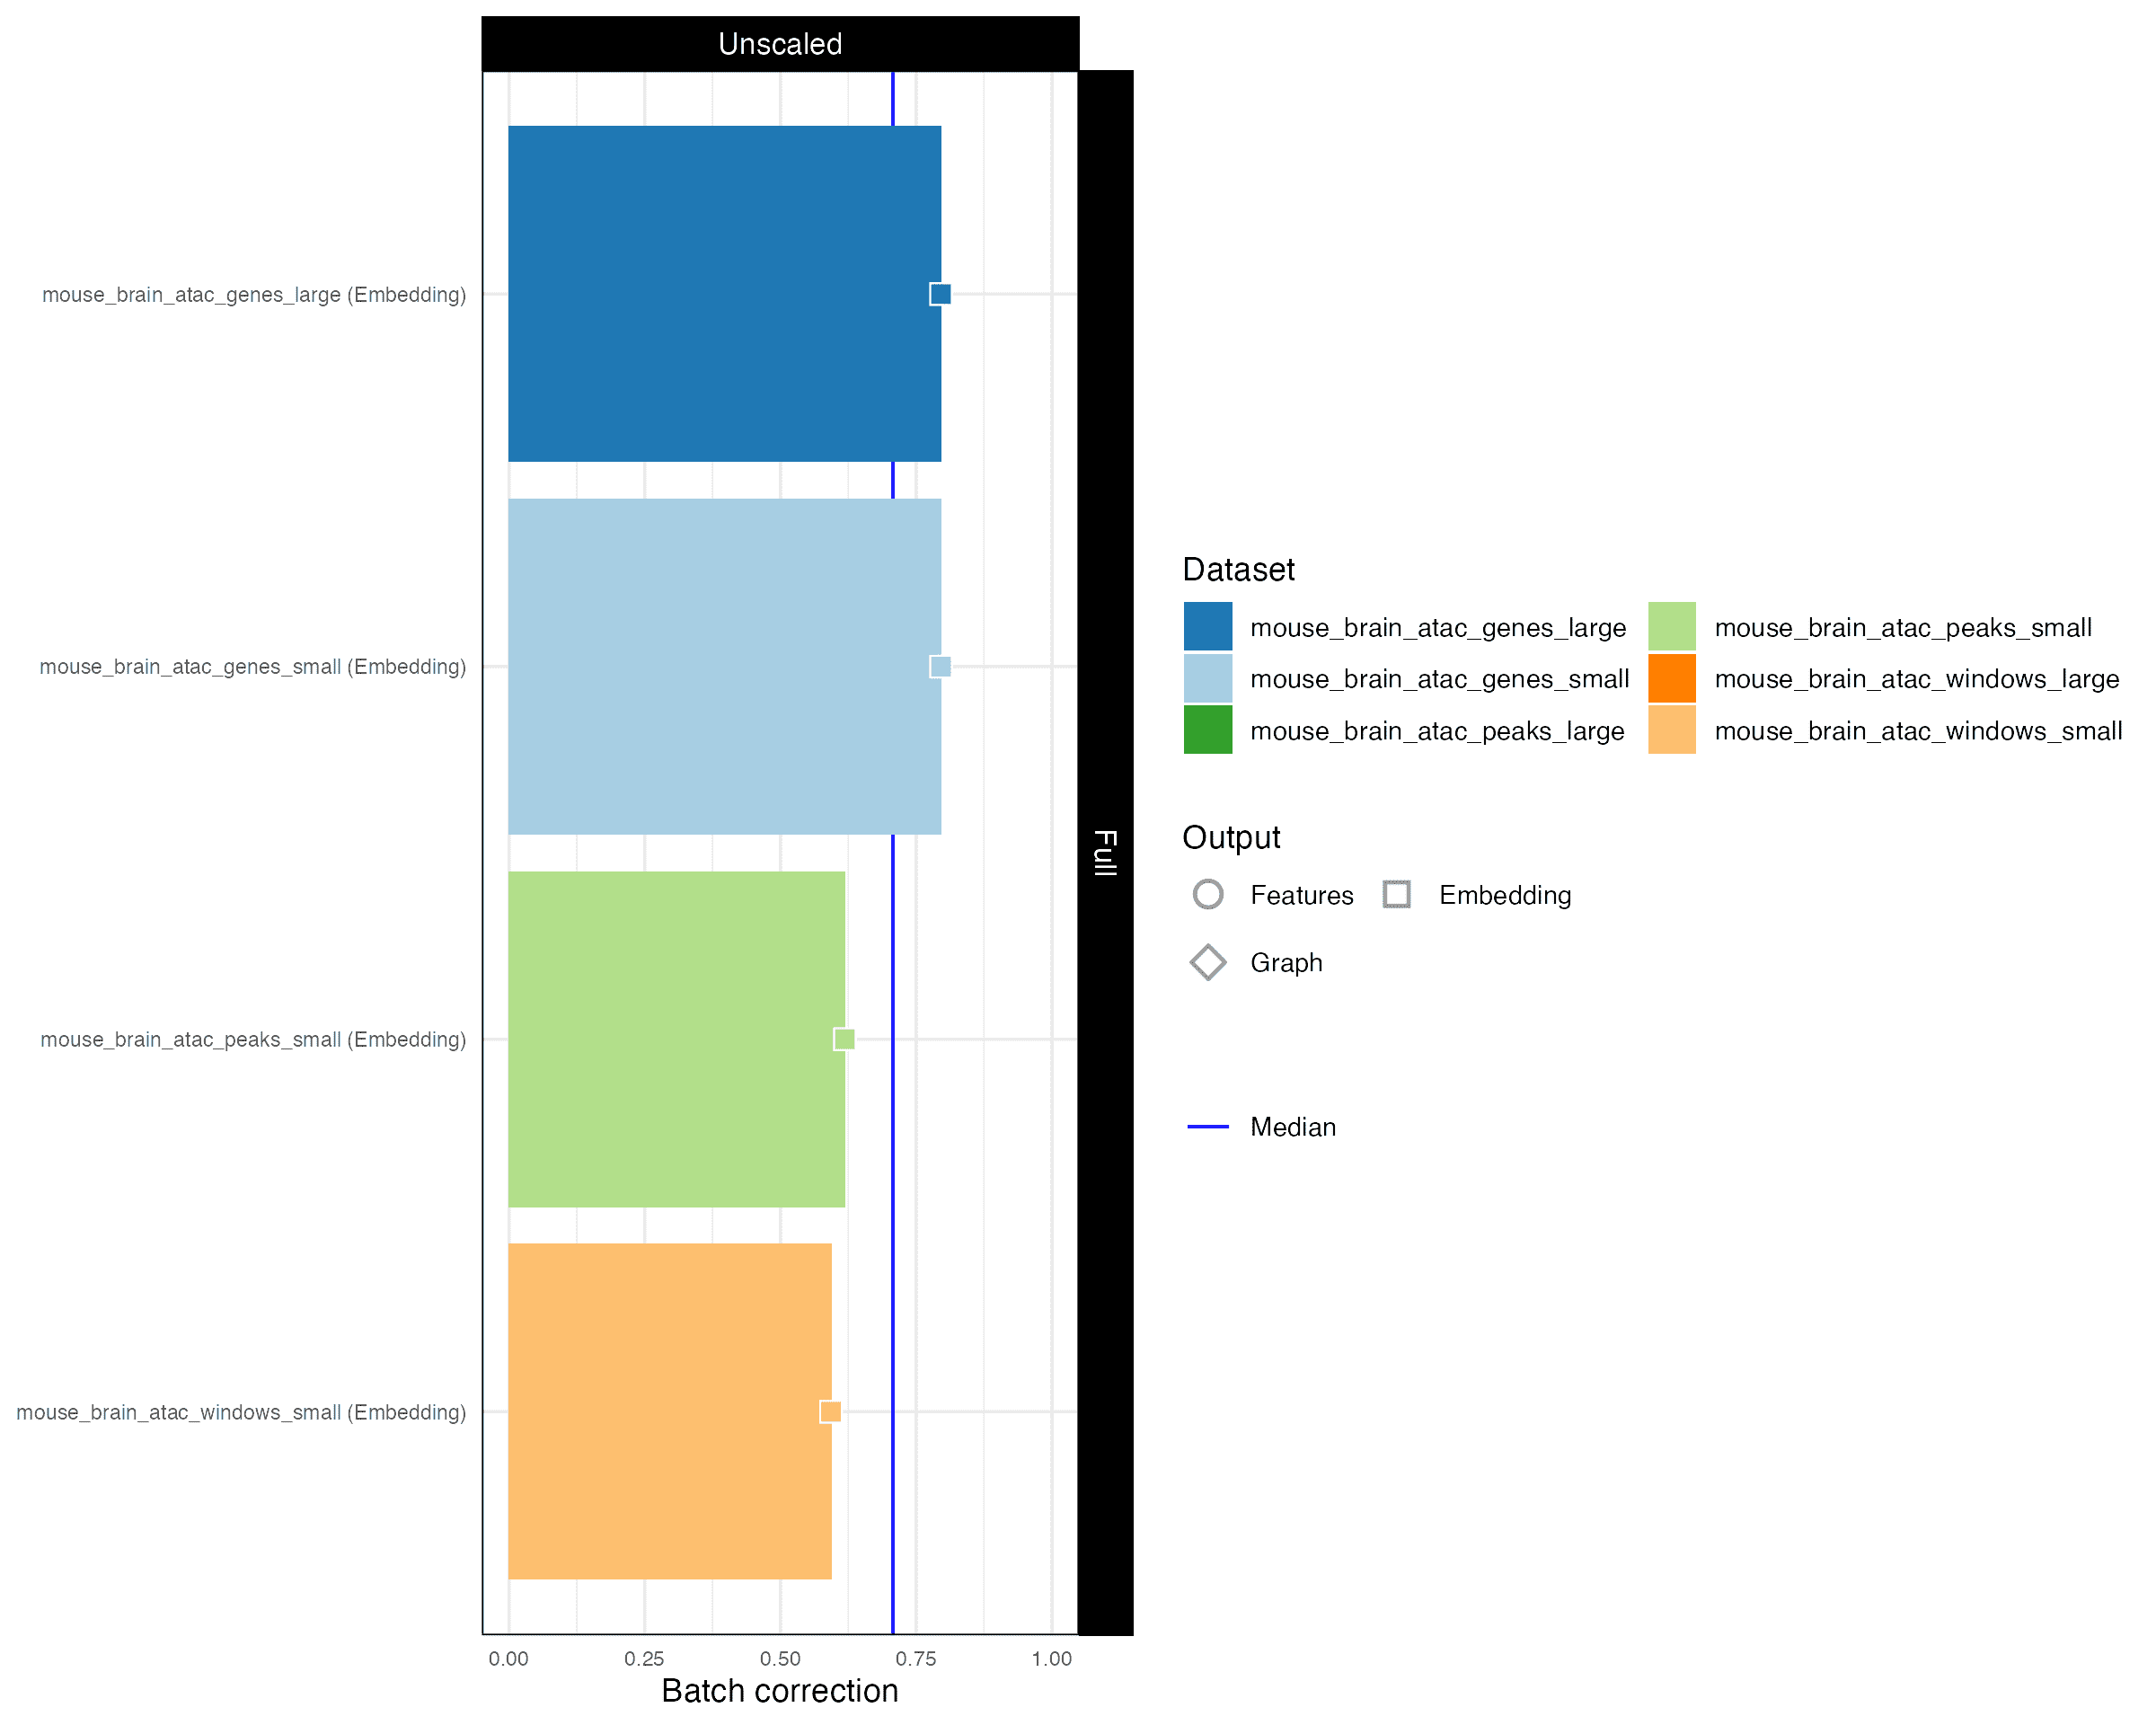 Unscaled
mouse_brain_atac_genes_large (Embedding)
mouse_brain_atac_genes_small (Embedding)
mouse_brain_atac_peaks_small (Embedding)
mouse_brain_atac_windows_small (Embedding)
Full
0.00 0.25 0.50 0.75 1.00
Batch correction
Dataset
mouse_brain_atac_genes_large mouse_brain_atac_peaks_small
mouse_brain_atac_genes_small mouse_brain_atac_windows_large
mouse_brain_atac_peaks_large mouse_brain_atac_windows_small
Output
Features Embedding
Graph
Median